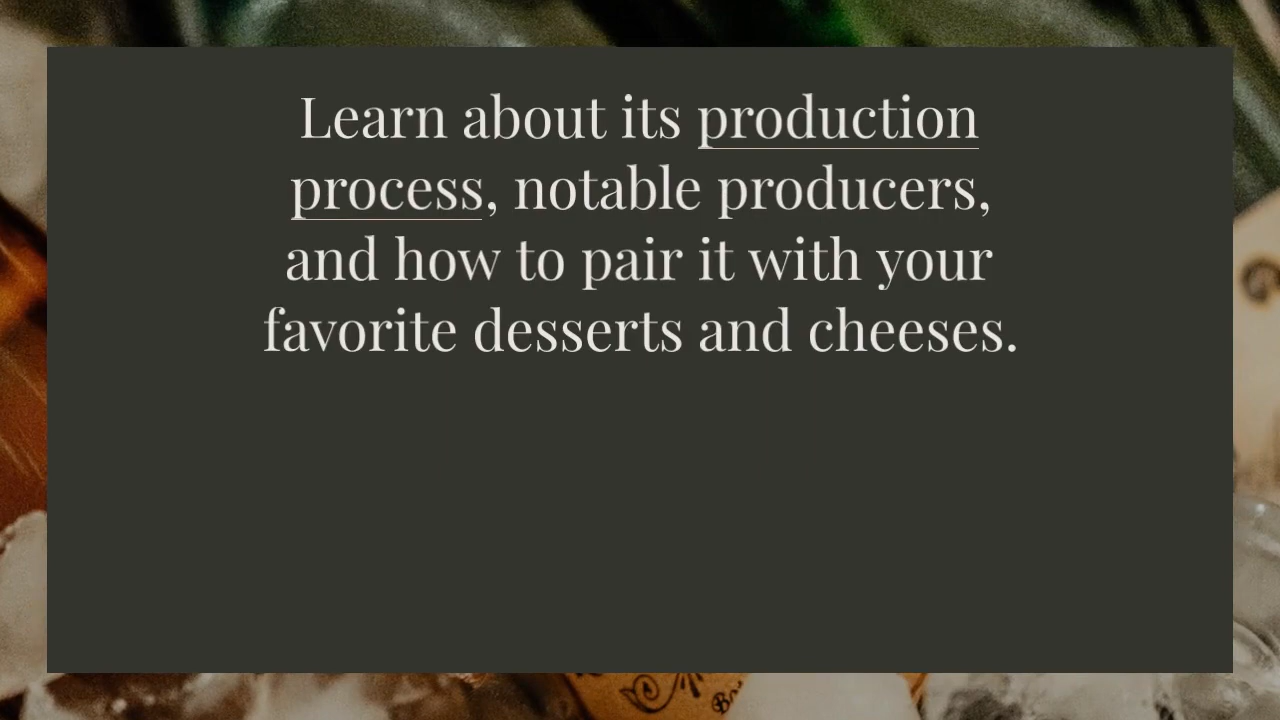 Learn about its production
process, notable producers,
and how to pair it with your
favorite desserts and cheeses.